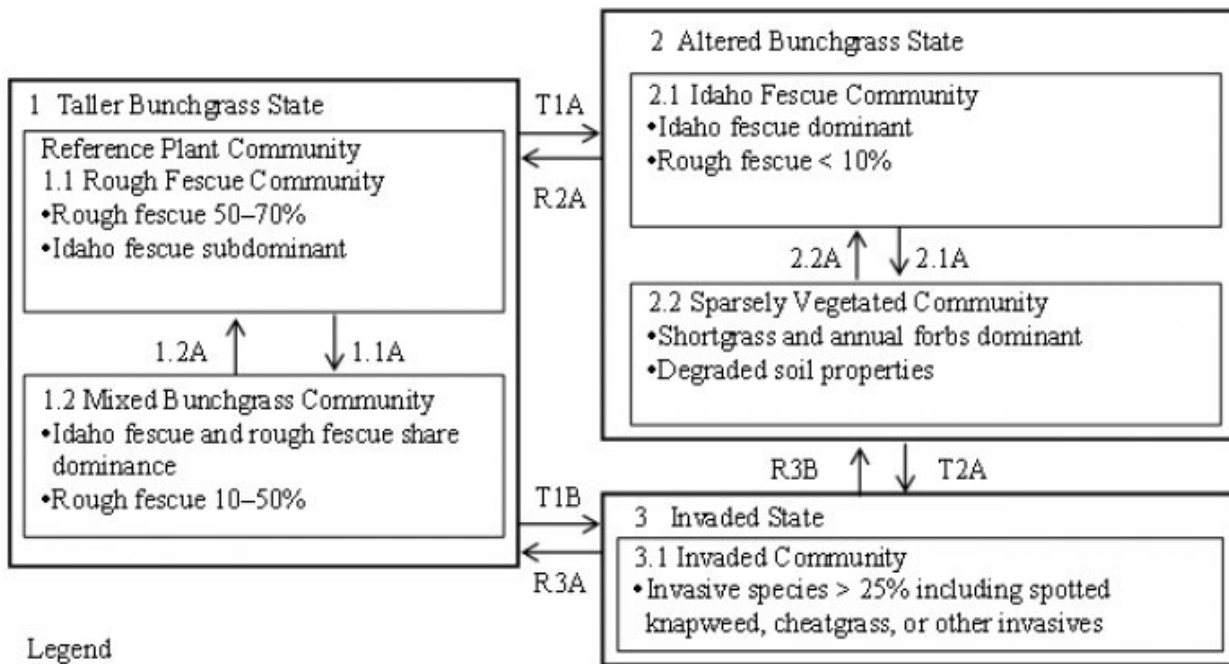 1 Taller Bunchgrass State
Reference Plant Community
1.1 Rough Fescue Community
•Rough fescue 50–70%
•Idaho fescue subdominant
1.2A
1.1A
1.2 Mixed Bunchgrass Community
•Idaho fescue and rough fescue share
dominance
•Rough fescue 10–50%
T1A
R2A
T1B
R3A
2 Altered Bunchgrass State
2.1 Idaho Fescue Community
•Idaho fescue dominant
•Rough fescue < 10%
2.2A
2.1A
2.2 Sparsely Vegetated Community
•Shortgrass and annual forbs dominant
•Degraded soil properties
R3B
T2A
3 Invaded State
3.1 Invaded Community
•Invasive species > 25% including spotted
knapweed, cheatgrass, or other invasives
Legend